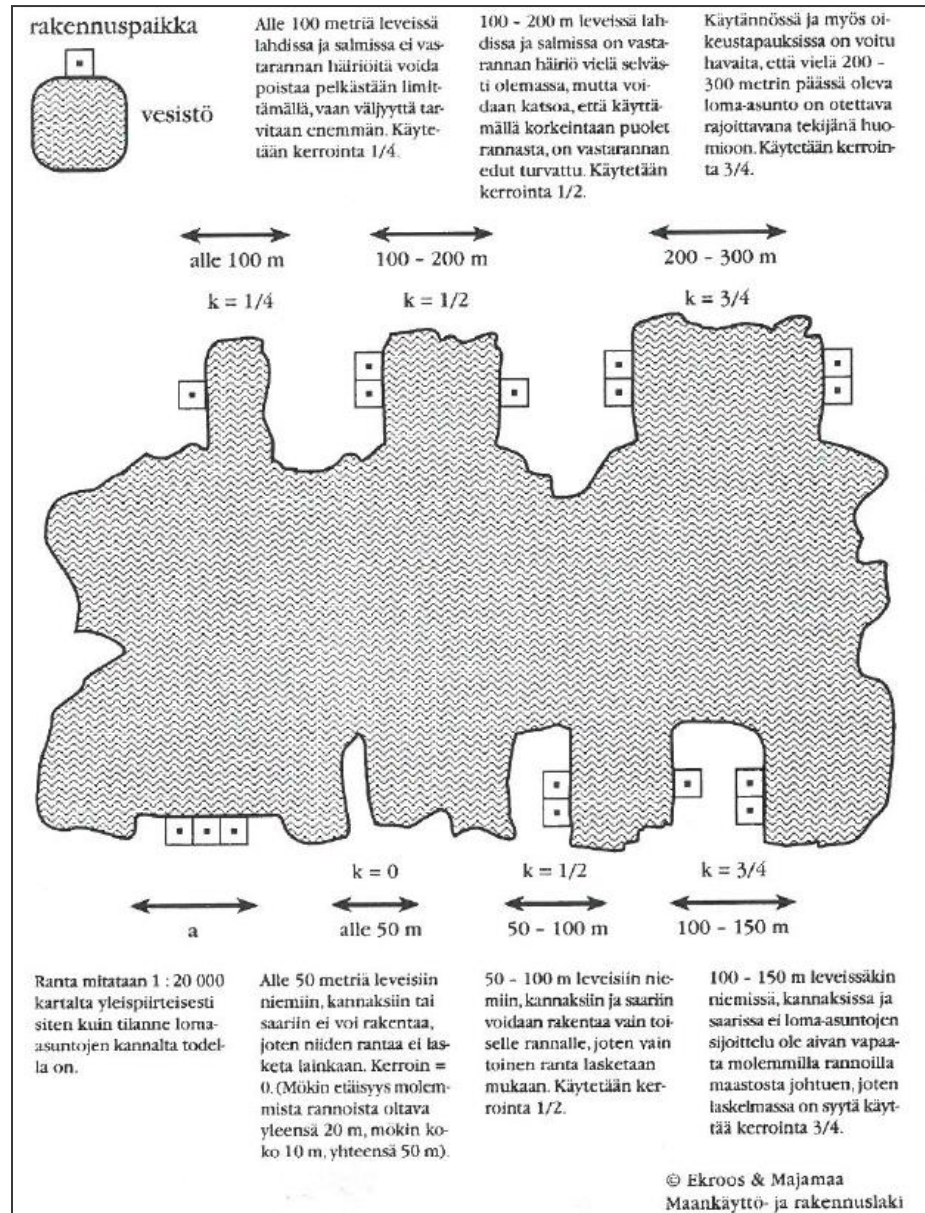 rakennuspaikka
vesistö
Alle 100 metriä leveissä
lahdissa ja salmissa ei vas-
tarannan häiriöitä voida
poistaa pelkästään limit-
tämällä, vaan väljyyttä tar-
vitaan enemmän. Käyte-
tään kerrointa 1/4.
100 - 200 m leveissä lah-
dissa ja salmissa on vasta-
rannan häiriö vielä selväs-
ti olemassa, mutta voi-
daan katsoa, että käyttä-
mällä korkeintaan puolet
rannasta, on vastarannan
edut turvattu. Käytetään
kerrointa 1/2.
Käytännössä ja myös oi-
keustapauksissa on voitu
havaita, että vielä 200 -
300 metrin päässä oleva
loma-asunto on otettava
rajoittavana tekijänä huo-
mioon. Käytetään kerroin-
ta 3/4.
alle 100 m
k = 1/4
100 - 200 m
k = 1/2
200 - 300 m
k = 3/4
k = 0
k = 1/2
k = 3/4
a
alle 50 m
50 - 100 m
100 - 150 m
Ranta mitataan 1 : 20 000
kartalta yleispiirteisesti
siten kuin tilanne loma-
asuntojen kannalta todel-
la on.
Alle 50 metriä leveisiin
niemiin, kannaksiin tai
saariin ei voi rakentaa,
joten niiden rantaa ei las-
keta lainkaan. Kerroin =
0. (Mökin etäisyys molem-
mista rannoista oltava
yleensä 20 m, mökin ko-
ko 10 m, yhteensä 50 m).
50 - 100 m leveisiin nie-
miin, kannaksiin ja saariin
voidaan rakentaa vain toi-
selle rannalle, joten vain
toinen ranta lasketaan
mukaan. Käytetään ker-
rointa 1/2.
100 - 150 m leveissäkin
niemissä, kannaksissa ja
saarissa ei loma-asuntojen
sijoittelu ole aivan vapaa-
ta molemmilla rannoilla
maastosta johtuen, joten
laskelmassa on syytä käyt-
tää kerrointa 3/4.
© Ekroos & Majamaa
Maankäyttö- ja rakennuslaki